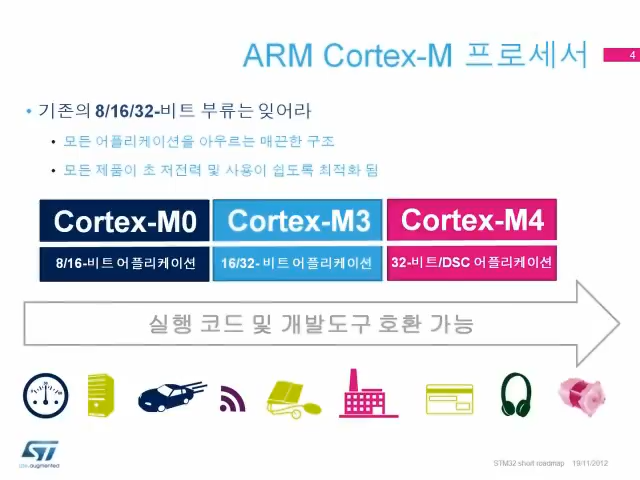 ARM Cortex-M 프로세서
4
• 기존의 8/16/32-비트 부류는 잊어라
• 모든 어플리케이션을 아우르는 매끈한 구조
• 모든 제품이 초 저전력 및 사용이 쉽도록 최적화 됨
Cortex-M0 Cortex-M3 Cortex-M4
8/16-비트 어플리케이션 16/32- 비트 어플리케이션 32-비트/DSC 어플리케이션
실행 코드 및 개발도구 호환 가능
ST
life.augmented
STM32 short roadmap 19/11/2012